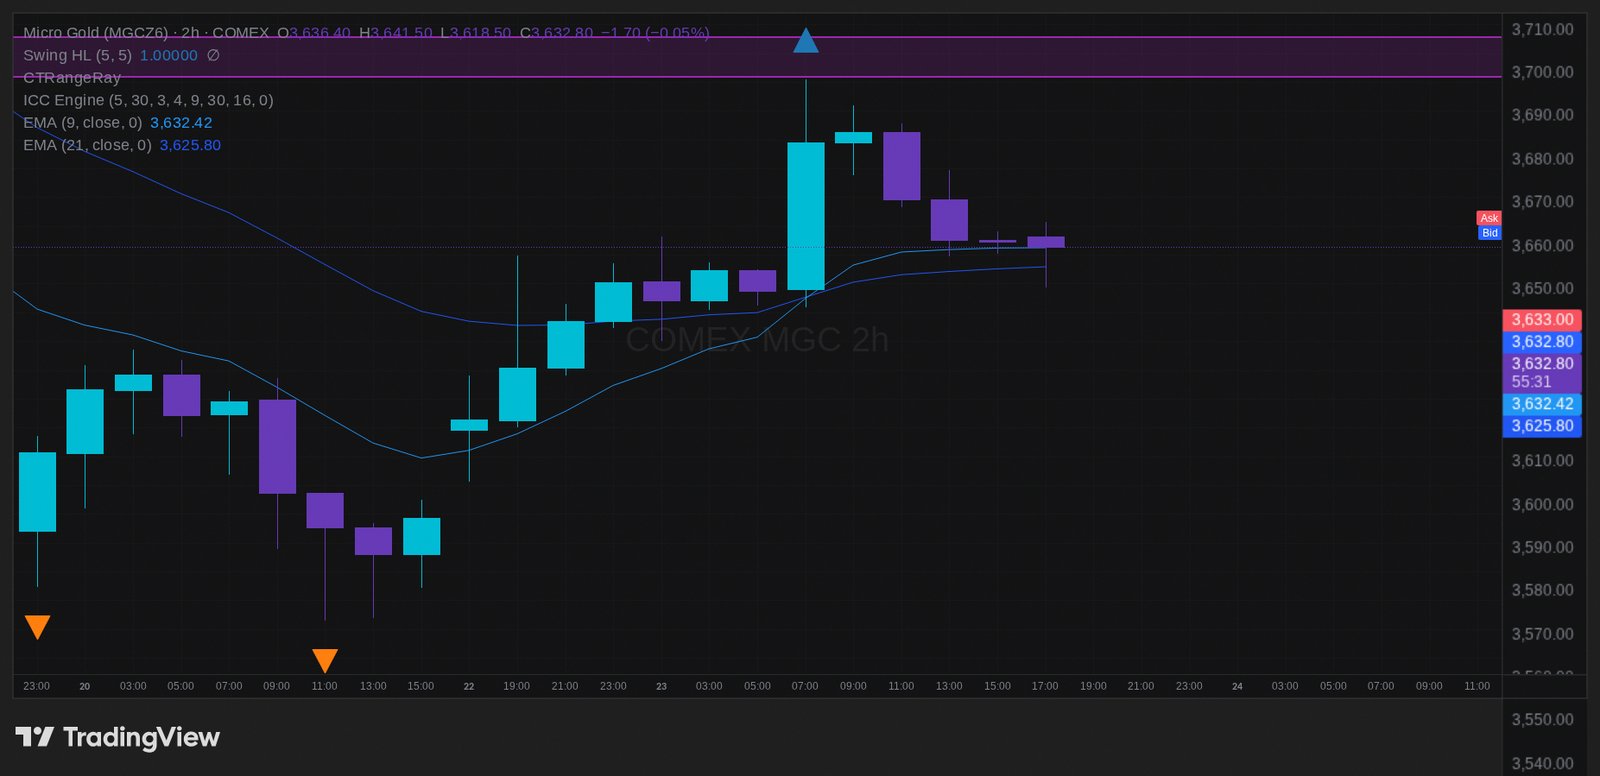 Micro Gold (MGCZ6) · 2h · COMEX O3,636.40 H3,641.50 L3,618.50 C3,632.80 −1.70 (−0.05%)
Swing HL (5, 5) 1.00000 ∅
CTRangeRay
ICC Engine (5, 30, 3, 4, 9, 30, 16, 0)
EMA (9, close, 0) 3,632.42
EMA (21, close, 0) 3,625.80
COMEX MGC 2h
3,710.00
3,700.00
3,690.00
3,680.00
3,670.00
Ask
Bid
3,660.00
3,650.00
3,633.00
3,632.80
3,632.80
55:31
3,632.42
3,625.80
3,610.00
3,600.00
3,590.00
3,580.00
3,570.00
3,560.00
3,550.00
3,540.00
23:00 20 03:00 05:00 07:00 09:00 11:00 13:00 15:00 22 19:00 21:00 23:00 23 03:00 05:00 07:00 09:00 11:00 13:00 15:00 17:00 19:00 21:00 23:00 24 03:00 05:00 07:00 09:00 11:00
TradingView